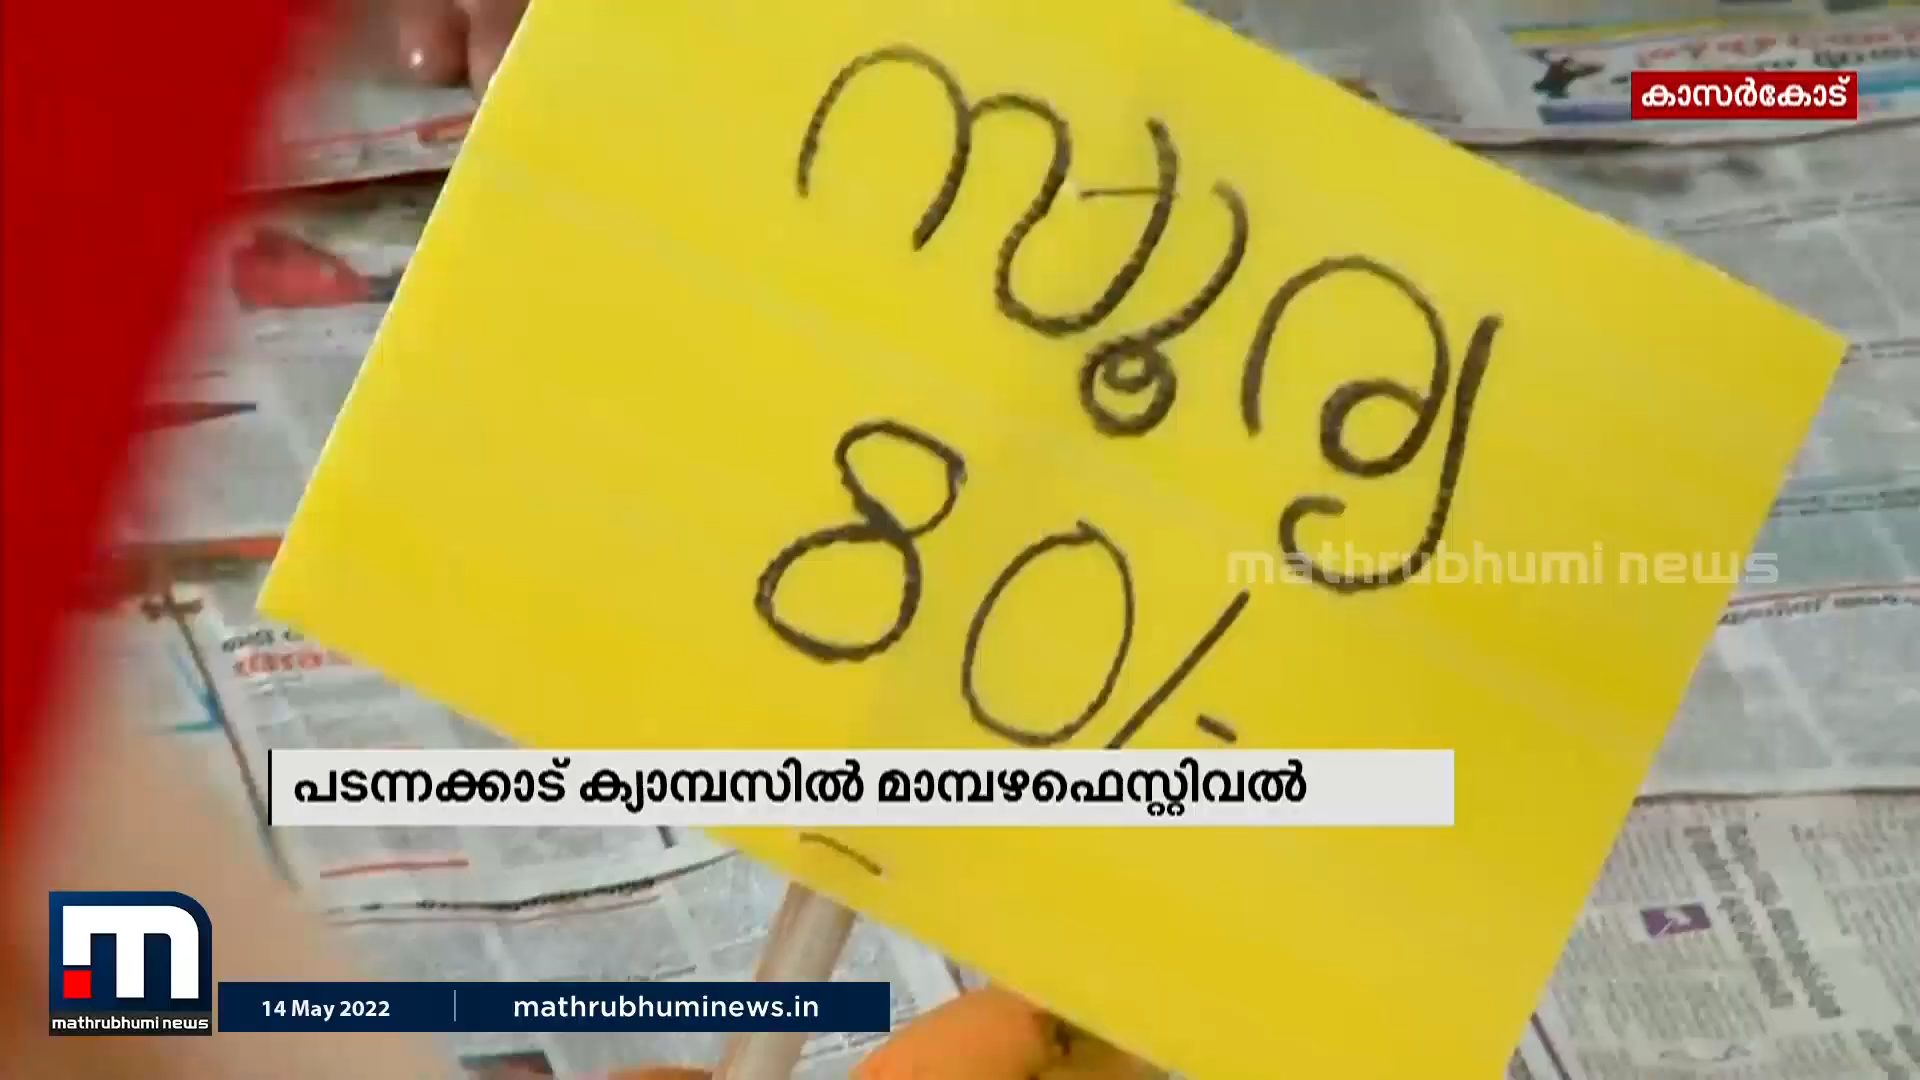 കാസർകോട്
സൂര്യ
80/-
mathrubhumi news
പടന്നക്കാട് ക്യാമ്പസിൽ മാമ്പഴഫെസ്റ്റിവൽ
mathrubhumi news
14 May 2022
mathrubhuminews.in